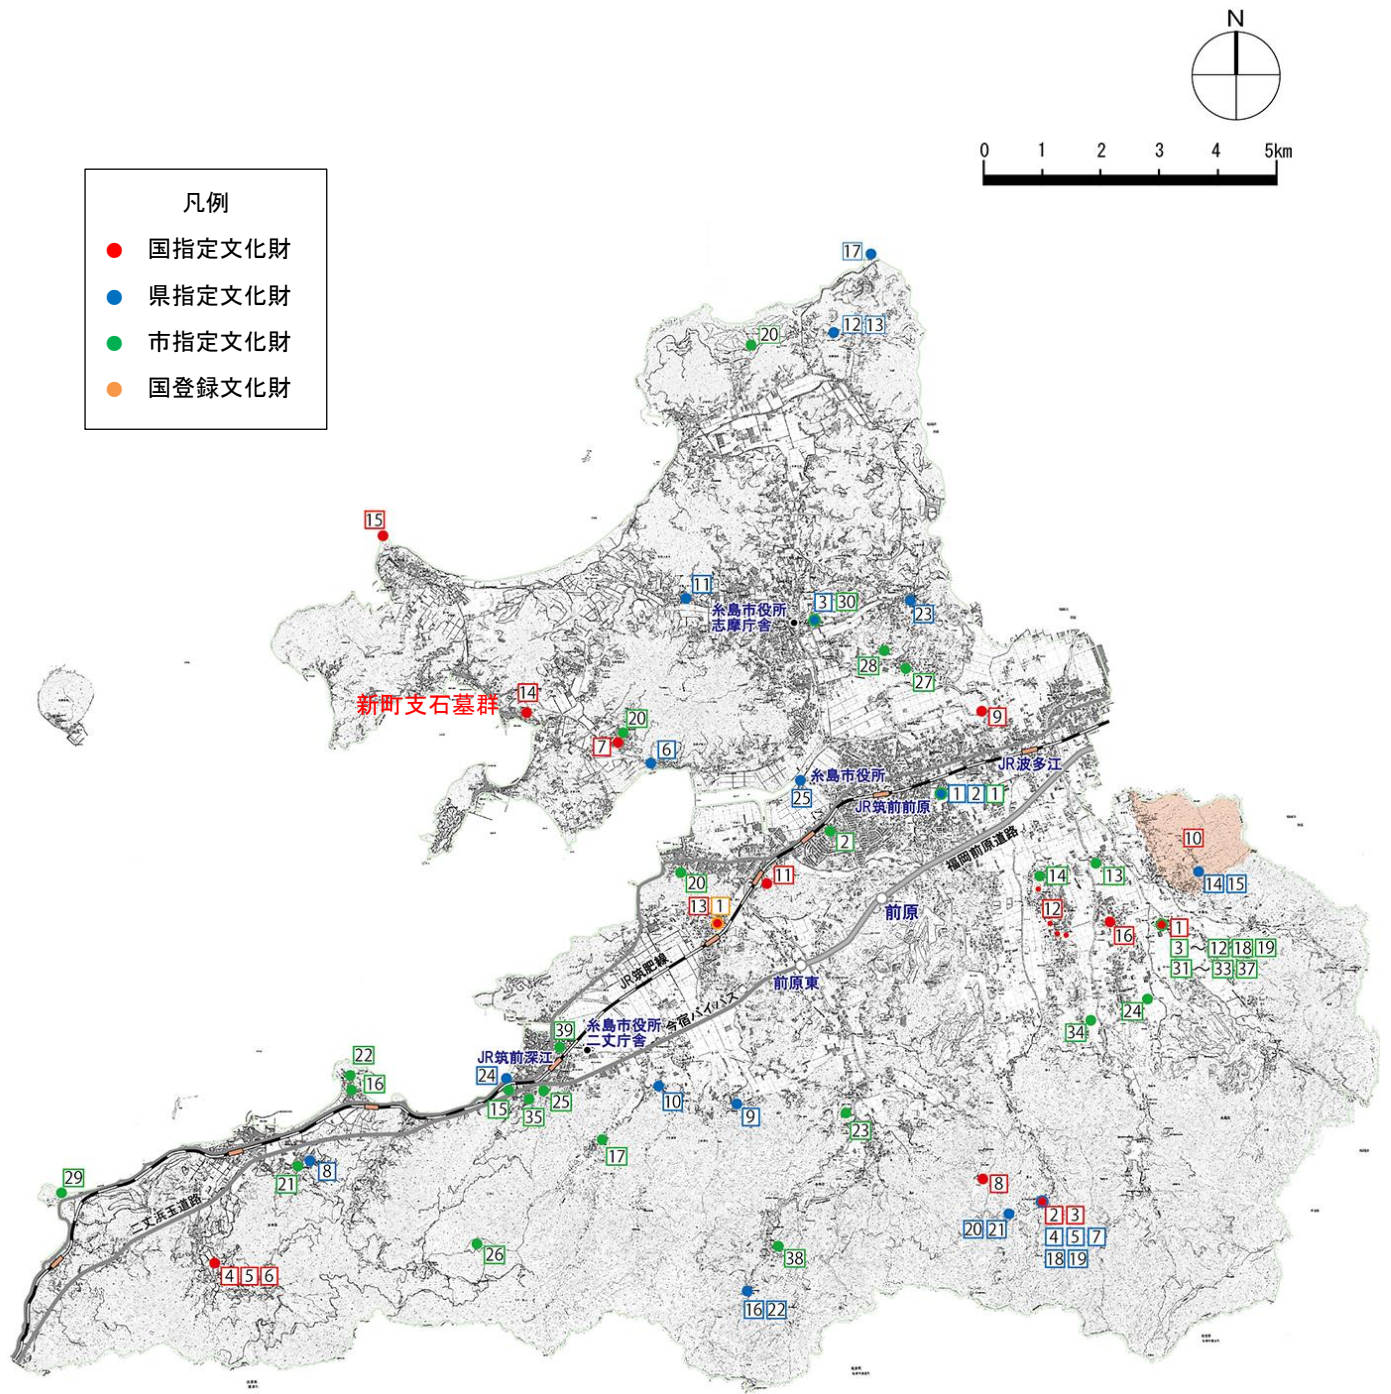 N
0 1 2 3 4 5km
凡例
国指定文化財
県指定文化財
市指定文化財
国登録文化財
17
12 13
20
15
11
3 30
23
糸島市役所
志摩庁舎
28
27
新町支石墓群
14
9
20
7
6
JR波多江
糸島市役所
25
JR筑前前原
1 2 1
2
福岡前原道路
10
14 15
20
11
14
13
13 1
前原
12
16
1
3～12 18 19
31～33 37
JR筑肥線
前原東
今宿バイパス
24
34
39
糸島市役所
二丈庁舎
JR筑前深江
22
24
16
15
35
25
10
9
23
17
29
21
8
二丈浜玉道路
8
2 3
20 21
4 5 7
18 19
26
38
4 5 6
16 22